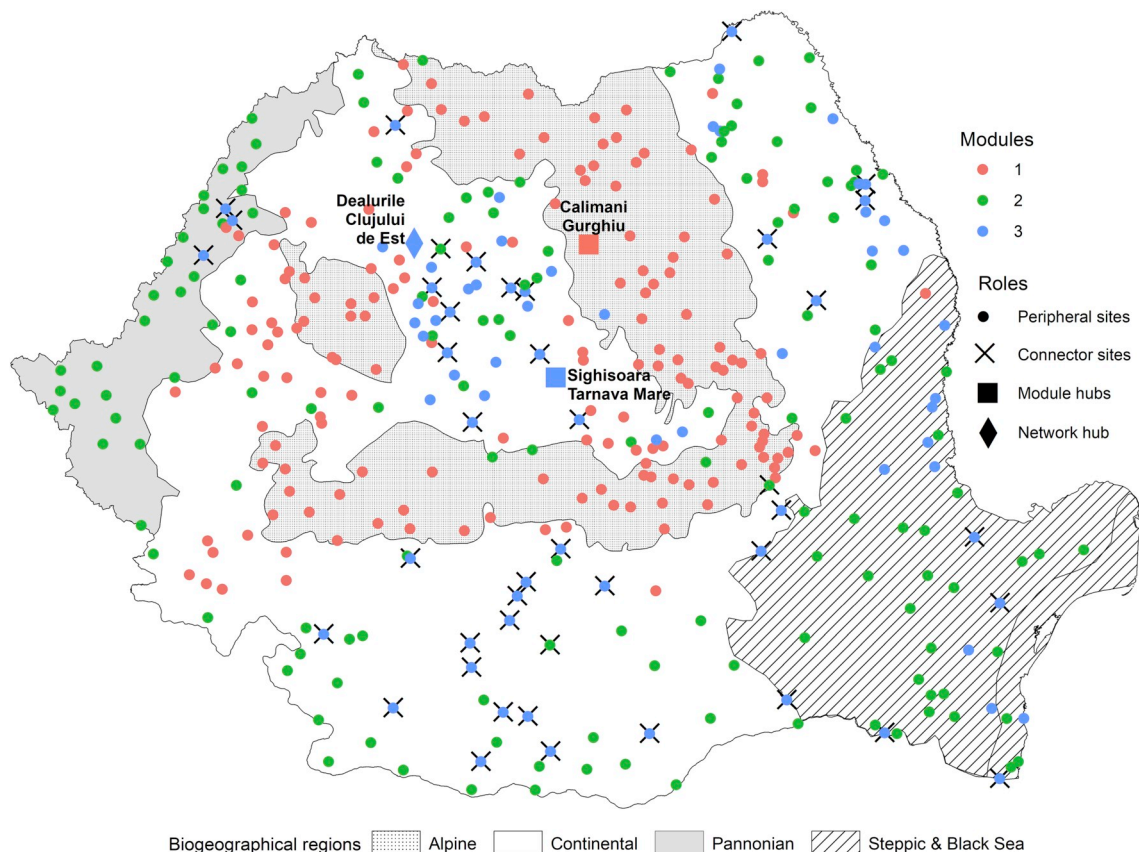 Modules
1
2
3
Roles
Peripheral sites
Connector sites
Module hubs
Network hub
Dealurile
Clujului
de Est
Calimani
Gurghiu
Sighisoara
Tarnava Mare
Biogeographical regions Alpine Continental Pannonian Steppic & Black Sea